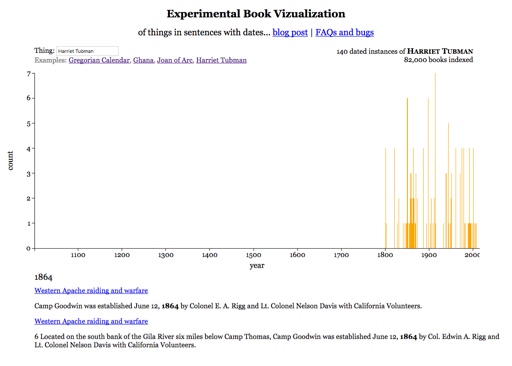 Experimental Book Vizualization
of things in sentences with dates... blog post | FAQs and bugs
Thing: Harriet Tubman
140 dated instances of HARRIET TUBMAN
Examples: Gregorian Calendar, Ghana, Joan of Arc, Harriet Tubman
82,000 books indexed
7
6
5
4
3
2
1
0
count
1100 1200 1300 1400 1500 1600 1700 1800 1900 2000
year
1864
Western Apache raiding and warfare
Camp Goodwin was established June 12, 1864 by Colonel E. A. Rigg and Lt. Colonel Nelson Davis with California Volunteers.
Western Apache raiding and warfare
6 Located on the south bank of the Gila River six miles below Camp Thomas, Camp Goodwin was established June 12, 1864 by Col. Edwin A. Rigg and
Lt. Colonel Nelson Davis with California Volunteers.